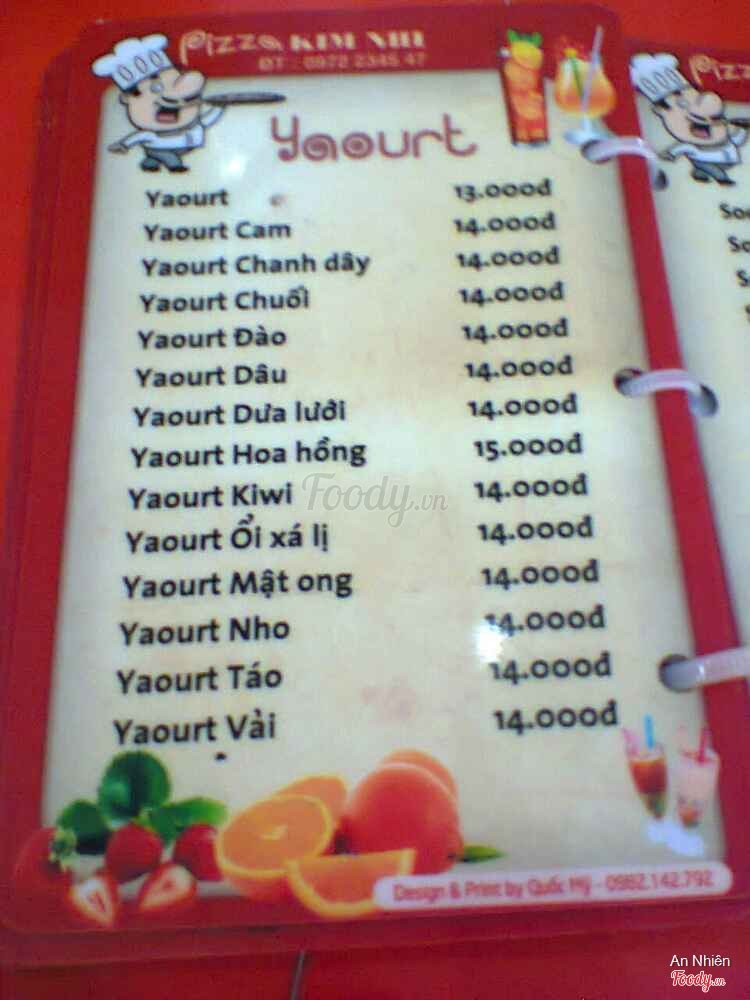 Pizza KIM NHI
ĐT : 0972 2345 47
Yaourt
Yaourt 13.000đ
Yaourt Cam 14.000đ
Yaourt Chanh dây 14.000đ
Yaourt Chuối 14.000đ
Yaourt Đào 14.000đ
Yaourt Dâu 14.000đ
Yaourt Dưa lưới 14.000đ
Yaourt Hoa hồng 15.000đ
Yaourt Kiwi 14.000đ
Yaourt Ổi xá lị 14.000đ
Yaourt Mật ong 14.000đ
Yaourt Nho 14.000đ
Yaourt Táo 14.000đ
Yaourt Vải 14.000đ
Design & Print by Quốc Mỹ - 0982.142.792
Foody.vn
An Nhiên
Foody.vn